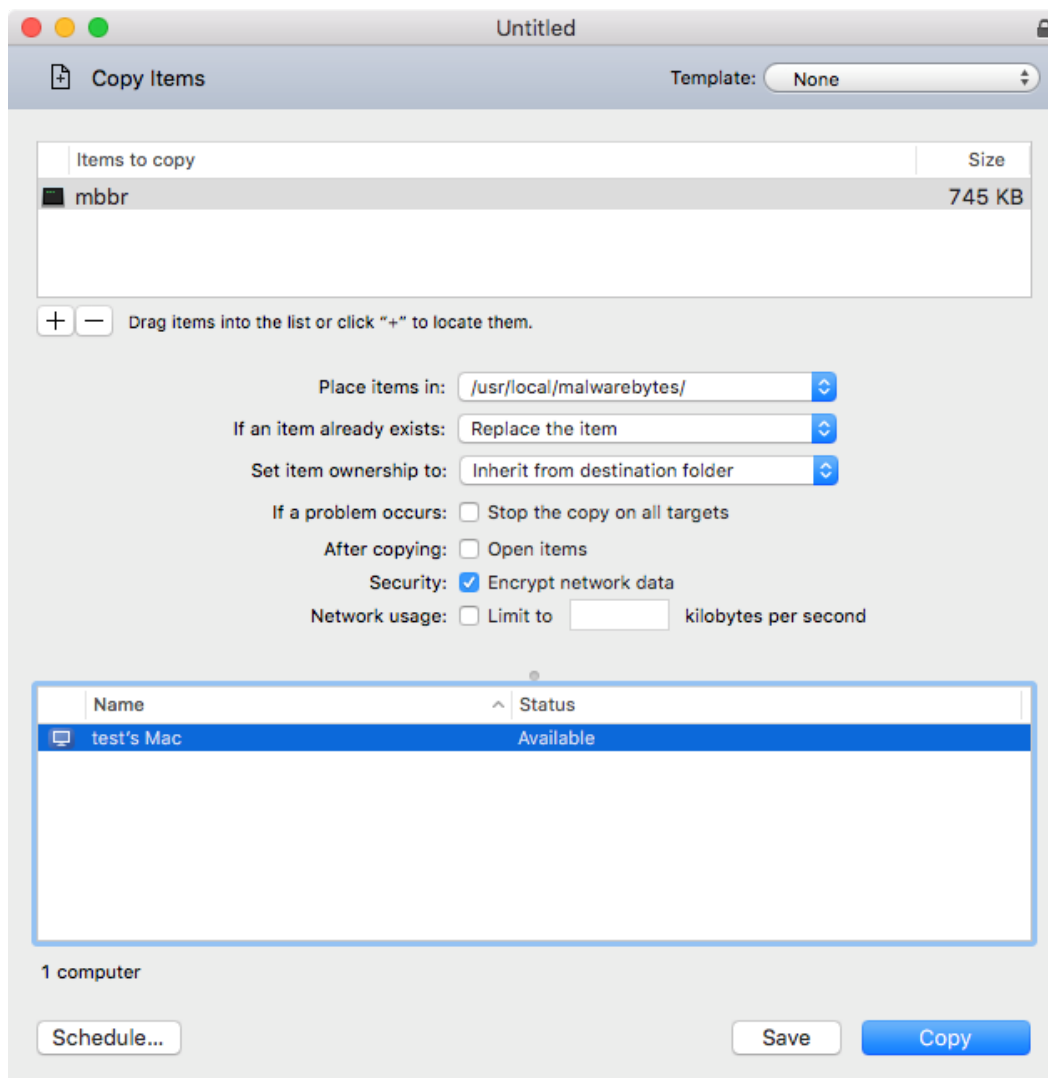 Untitled
Copy Items
Template: None
Items to copy Size
mbbr 745 KB
+ − Drag items into the list or click “+” to locate them.
Place items in: /usr/local/malwarebytes/
If an item already exists: Replace the item
Set item ownership to: Inherit from destination folder
If a problem occurs: Stop the copy on all targets
After copying: Open items
Security: Encrypt network data
Network usage: Limit to kilobytes per second
Name Status
test’s Mac Available
1 computer
Schedule... Save Copy